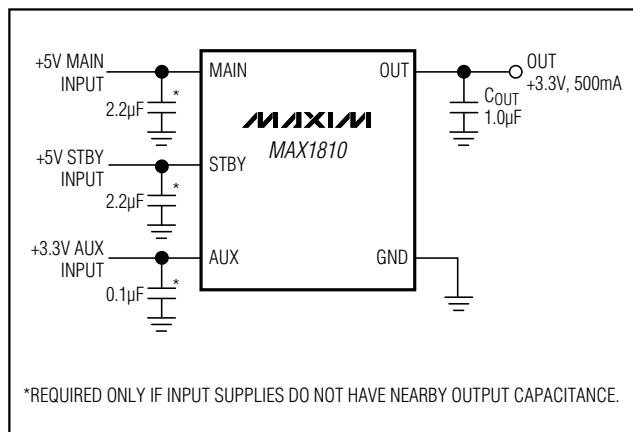 +5V MAIN
INPUT
*
2.2µF
MAIN
+5V STBY
INPUT
*
2.2µF
STBY
+3.3V AUX
INPUT
*
0.1µF
AUX
MAXIM
MAX1810
OUT
GND
OUT
+3.3V, 500mA
COUT
1.0µF
*REQUIRED ONLY IF INPUT SUPPLIES DO NOT HAVE NEARBY OUTPUT CAPACITANCE.